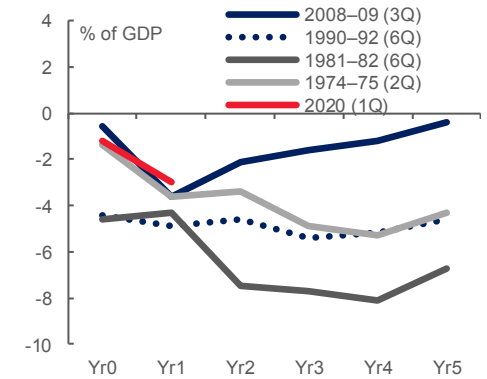 % of GDP
2008–09 (3Q)
1990–92 (6Q)
1981–82 (6Q)
1974–75 (2Q)
2020 (1Q)
4
2
0
-2
-4
-6
-8
-10
Yr0 Yr1 Yr2 Yr3 Yr4 Yr5